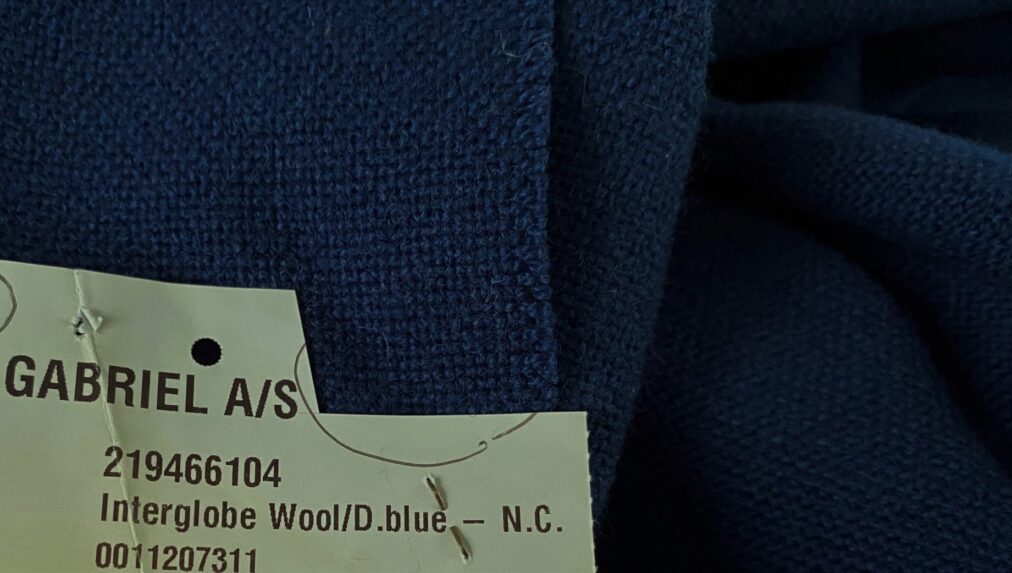 GABRIEL A/S
219466104
Interglobe Wool/D.blue – N.C.
0011207311